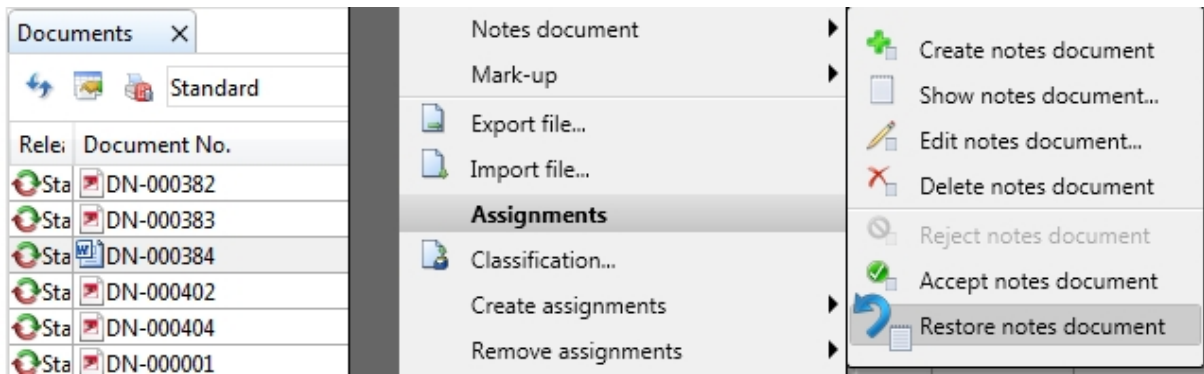 Documents
Standard
Relea Document No.
Sta DN-000382
Sta DN-000383
Sta DN-000384
Sta DN-000402
Sta DN-000404
Sta DN-000001
Notes document
Mark-up
Export file...
Import file...
Assignments
Classification...
Create assignments
Remove assignments
Create notes document
Show notes document...
Edit notes document...
Delete notes document
Reject notes document
Accept notes document
Restore notes document